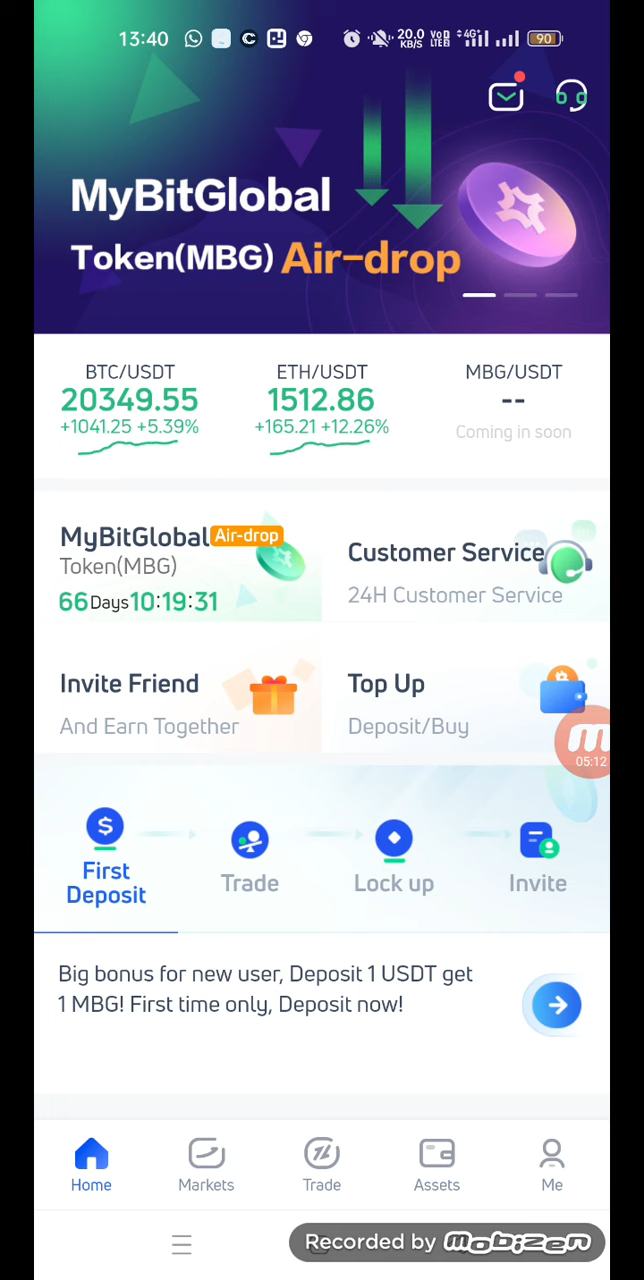 13:40
20.0
KB/S
VoD
LTE2
4G+
90
MyBitGlobal
Token(MBG) Air-drop
BTC/USDT
20349.55
+1041.25 +5.39%
ETH/USDT
1512.86
+165.21 +12.26%
MBG/USDT
--
Coming in soon
MyBitGlobal Air-drop
Token(MBG)
66Days10:19:31
Customer Service
24H Customer Service
Invite Friend
And Earn Together
Top Up
Deposit/Buy
05:12
First
Deposit
Trade
Lock up
Invite
Big bonus for new user, Deposit 1 USDT get
1 MBG! First time only, Deposit now!
Home
Markets
Trade
Assets
Me
Recorded by mobizen